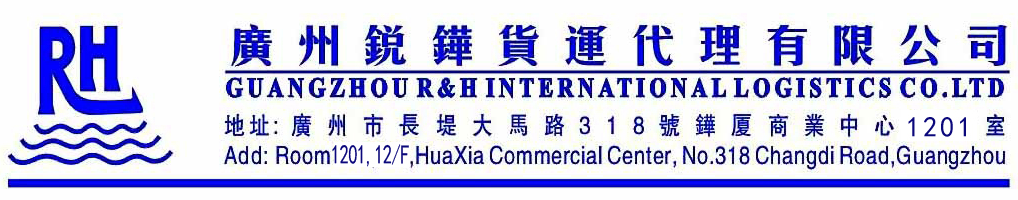 RH
廣州鋭鏵貨運代理有限公司
GUANGZHOU R&H INTERNATIONAL LOGISTICS CO.LTD
地址: 廣州市長堤大馬路318號鏵厦商業中心1201室
Add: Room1201, 12/F,HuaXia Commercial Center, No.318 Changdi Road,Guangzhou